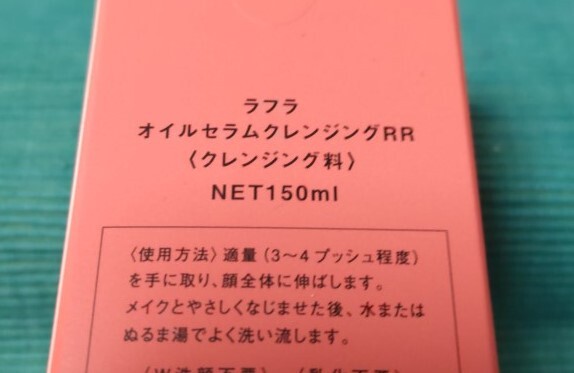 ラフラ
オイルセラムクレンジングRR
〈クレンジング料〉
NET150ml
〈使用方法〉適量(3〜4プッシュ程度)
を手に取り、顔全体に伸ばします。
メイクとやさしくなじませた後、水または
ぬるま湯でよく洗い流します。